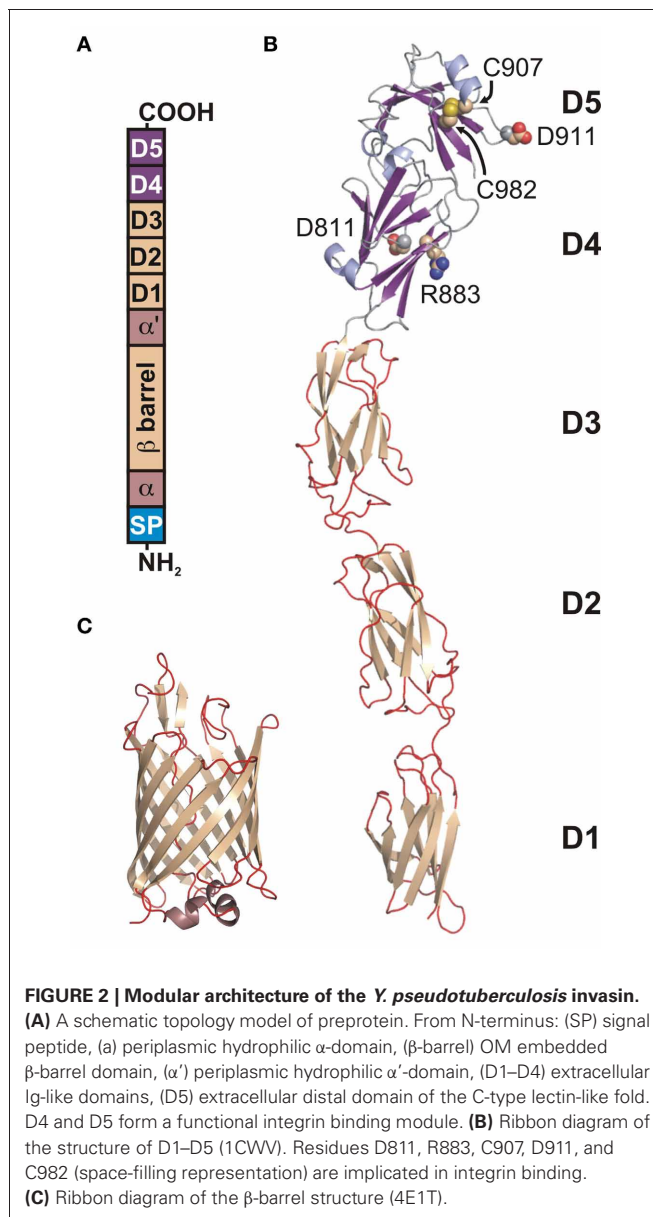 A
COOH
D5
D4
D3
D2
D1
α'
β barrel
α
SP
NH₂
B
C907
D5
D911
C982
D811
D4
R883
D3
D2
D1
C
FIGURE 2 | Modular architecture of the Y. pseudotuberculosis invasin.
(A) A schematic topology model of preprotein. From N-terminus: (SP) signal
peptide, (a) periplasmic hydrophilic α-domain, (β-barrel) OM embedded
β-barrel domain, (α’) periplasmic hydrophilic α’-domain, (D1–D4) extracellular
Ig-like domains, (D5) extracellular distal domain of the C-type lectin-like fold.
D4 and D5 form a functional integrin binding module. (B) Ribbon diagram of
the structure of D1–D5 (1CWV). Residues D811, R883, C907, D911, and
C982 (space-filling representation) are implicated in integrin binding.
(C) Ribbon diagram of the β-barrel structure (4E1T).